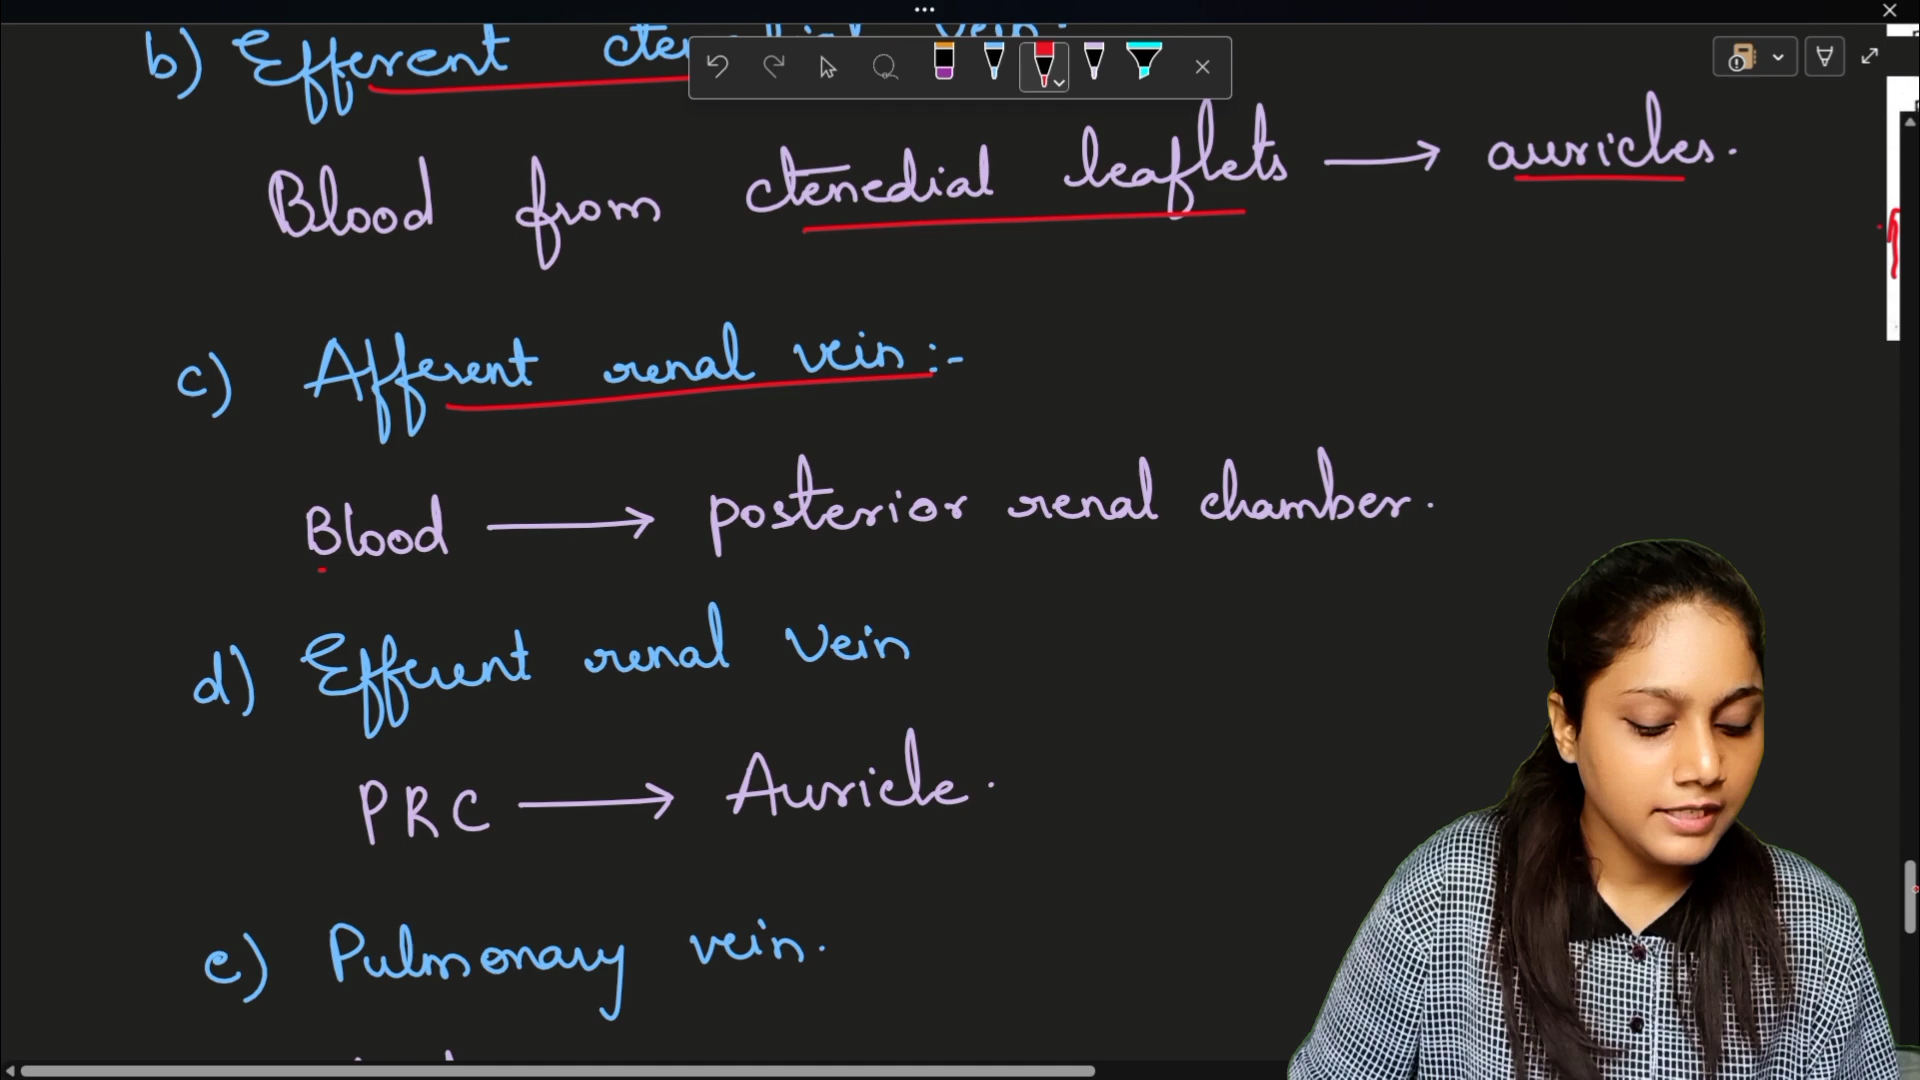 b) Efferent vein:
Blood from ctenedial leaflets → auricles.
c) Afferent renal vein:-
Blood → posterior renal chamber.
d) Efferent renal vein
PRC → Auricle.
e) Pulmonary vein.